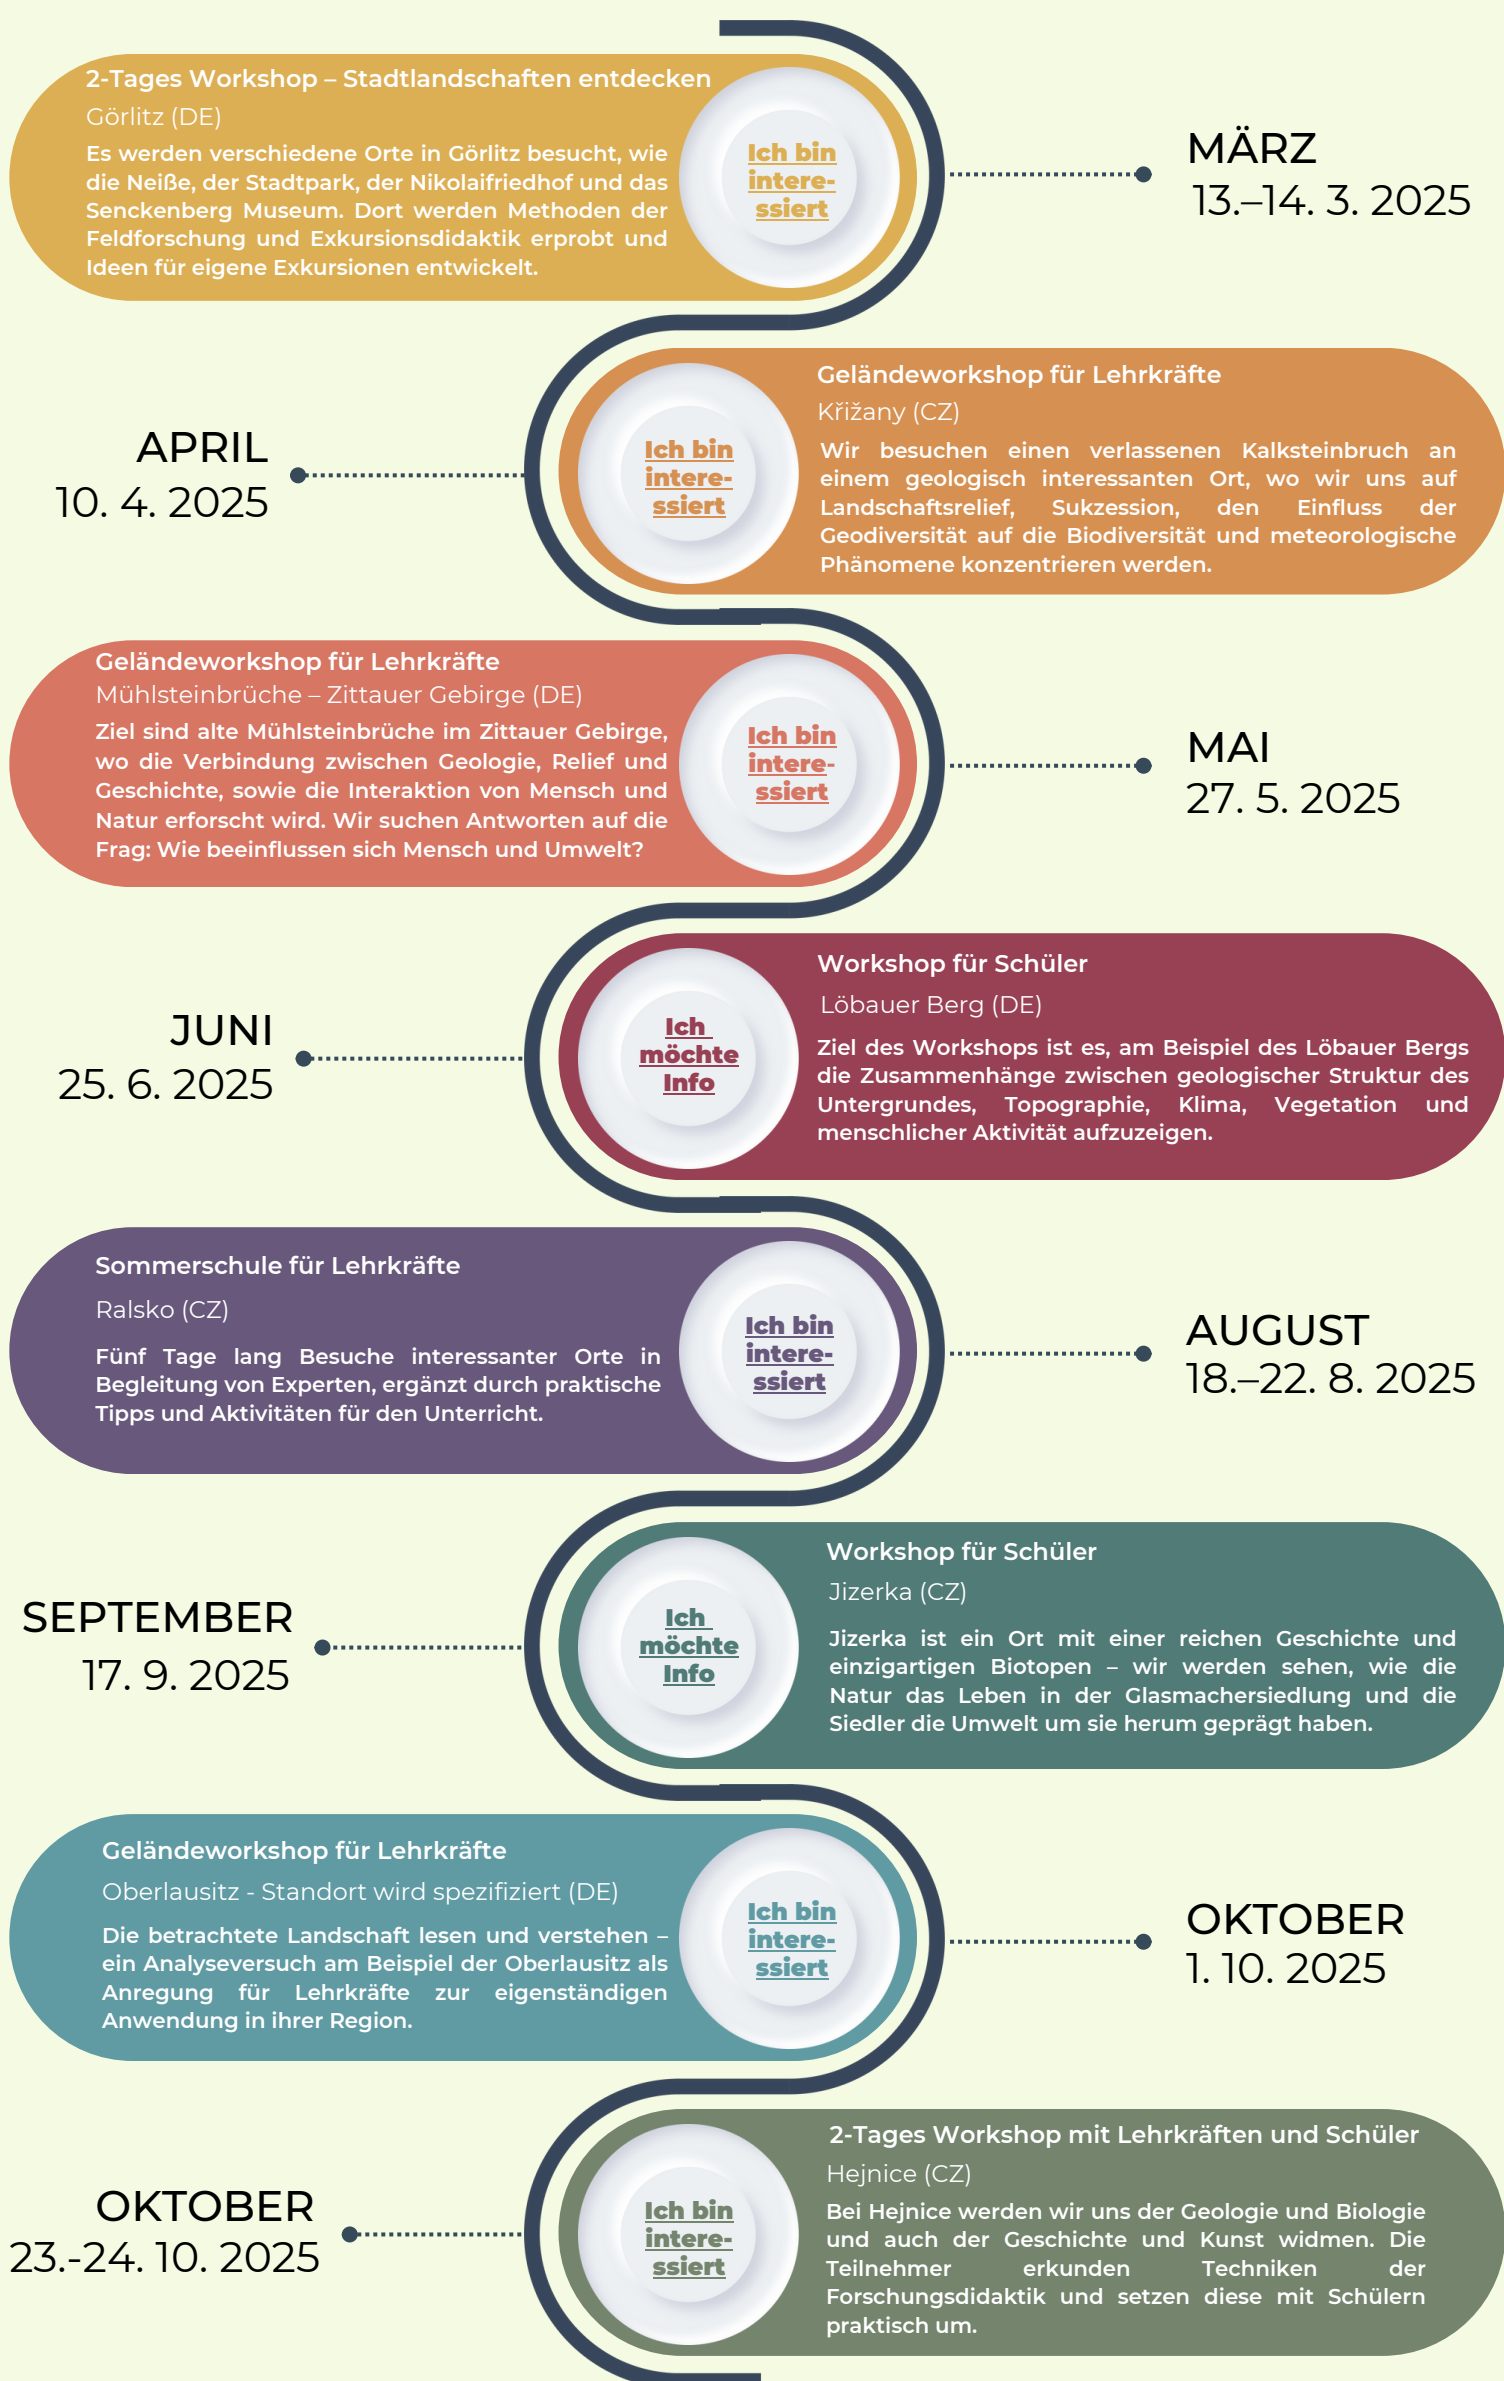 2-Tages Workshop – Stadtlandschaften entdecken
Görlitz (DE)
Es werden verschiedene Orte in Görlitz besucht, wie
die Neiße, der Stadtpark, der Nikolaifriedhof und das
Senckenberg Museum. Dort werden Methoden der
Feldforschung und Exkursionsdidaktik erprobt und
Ideen für eigene Exkursionen entwickelt.
Ich bin
intere-
ssiert
MÄRZ
13.–14. 3. 2025
APRIL
10. 4. 2025
Ich bin
intere-
ssiert
Geländeworkshop für Lehrkräfte
Křižany (CZ)
Wir besuchen einen verlassenen Kalksteinbruch an
einem geologisch interessanten Ort, wo wir uns auf
Landschaftsrelief, Sukzession, den Einfluss der
Geodiversität auf die Biodiversität und meteorologische
Phänomene konzentrieren werden.
Geländeworkshop für Lehrkräfte
Mühlsteinbrüche – Zittauer Gebirge (DE)
Ziel sind alte Mühlsteinbrüche im Zittauer Gebirge,
wo die Verbindung zwischen Geologie, Relief und
Geschichte, sowie die Interaktion von Mensch und
Natur erforscht wird. Wir suchen Antworten auf die
Frag: Wie beeinflussen sich Mensch und Umwelt?
Ich bin
intere-
ssiert
MAI
27. 5. 2025
JUNI
25. 6. 2025
Ich
möchte
Info
Workshop für Schüler
Löbauer Berg (DE)
Ziel des Workshops ist es, am Beispiel des Löbauer Bergs
die Zusammenhänge zwischen geologischer Struktur des
Untergrundes, Topographie, Klima, Vegetation und
menschlicher Aktivität aufzuzeigen.
Sommerschule für Lehrkräfte
Ralsko (CZ)
Fünf Tage lang Besuche interessanter Orte in
Begleitung von Experten, ergänzt durch praktische
Tipps und Aktivitäten für den Unterricht.
Ich bin
intere-
ssiert
AUGUST
18.–22. 8. 2025
SEPTEMBER
17. 9. 2025
Ich
möchte
Info
Workshop für Schüler
Jizerka (CZ)
Jizerka ist ein Ort mit einer reichen Geschichte und
einzigartigen Biotopen – wir werden sehen, wie die
Natur das Leben in der Glasmachersiedlung und die
Siedler die Umwelt um sie herum geprägt haben.
Geländeworkshop für Lehrkräfte
Oberlausitz - Standort wird spezifiziert (DE)
Die betrachtete Landschaft lesen und verstehen –
ein Analyseversuch am Beispiel der Oberlausitz als
Anregung für Lehrkräfte zur eigenständigen
Anwendung in ihrer Region.
Ich bin
intere-
ssiert
OKTOBER
1. 10. 2025
OKTOBER
23.-24. 10. 2025
Ich bin
intere-
ssiert
2-Tages Workshop mit Lehrkräften und Schüler
Hejnice (CZ)
Bei Hejnice werden wir uns der Geologie und Biologie
und auch der Geschichte und Kunst widmen. Die
Teilnehmer erkunden Techniken der
Forschungsdidaktik und setzen diese mit Schülern
praktisch um.